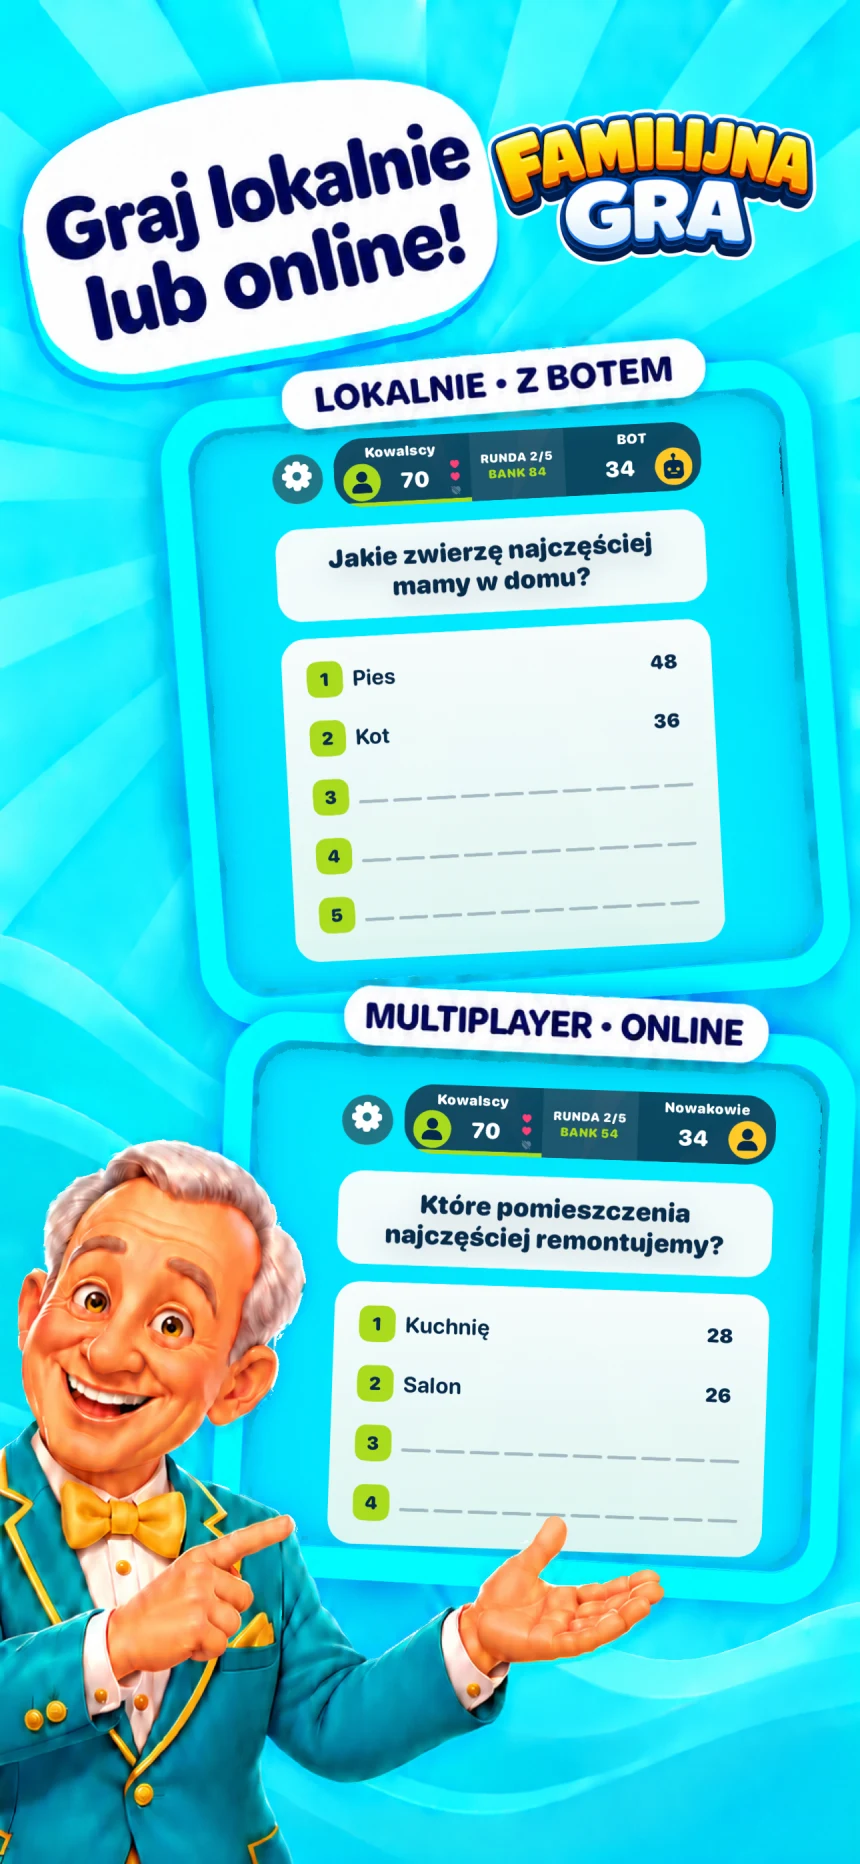 Graj lokalnie
lub online!
FAMILIJNA
GRA
LOKALNIE • Z BOTEM
Kowalscy
70
RUNDA 2/5
BANK 84
BOT
34
Jakie zwierzę najczęściej
mamy w domu?
1 Pies 48
2 Kot 36
3
4
5
MULTIPLAYER • ONLINE
Kowalscy
70
RUNDA 2/5
BANK 54
Nowakowie
34
Które pomieszczenia
najczęściej remontujemy?
1 Kuchnię 28
2 Salon 26
3
4